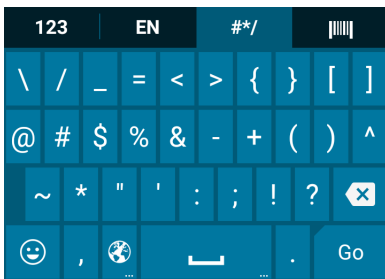 123 EN #*/
\ / _ = < > { } [ ]
@ # $ % & - + ( ) ^
~ * " ' : ; ! ?
, ... ... . Go